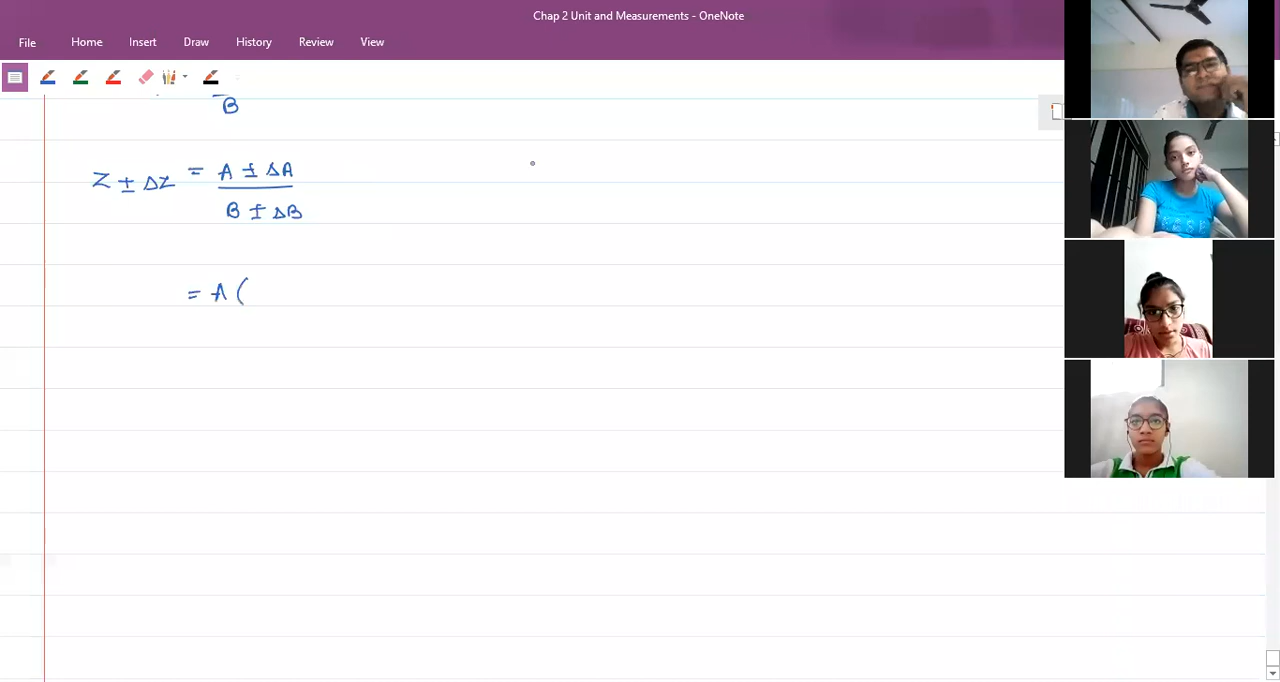 Chap 2 Unit and Measurements - OneNote
File Home Insert Draw History Review View
B
Z ± ΔZ = A ± ΔA
B ± ΔB
= A (